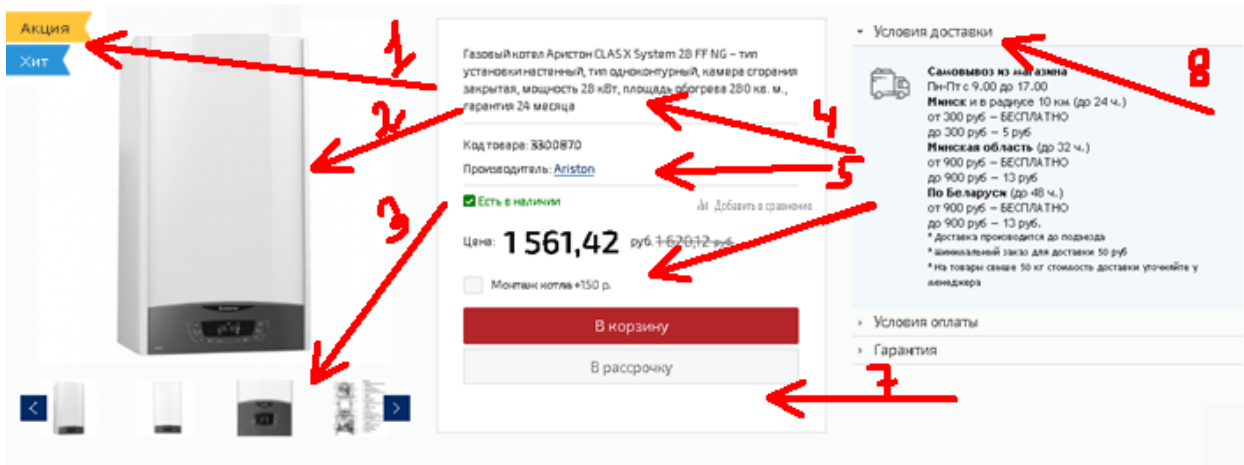 Акция
Хит
1
2
3
Газовый котел Аристон CLAS X System 28 FF NG – тип
установки настенный, тип одноконтурный, камера сгорания
закрытая, мощность 28 кВт, площадь обогрева 280 кв. м.,
гарантия 24 месяца
4
Код товара: 3300870
Производитель: Ariston
5
Есть в наличии
Добавить в сравнение
Цена: 1 561,42 руб. 1 620,12 руб.
Монтаж котла +150 р.
В корзину
В рассрочку
7
Условия доставки
8
Самовывоз из магазина
Пн-Пт с 9.00 до 17.00
Минск и в радиусе 10 км (до 24 ч.)
от 300 руб – БЕСПЛАТНО
до 300 руб – 5 руб
Минская область (до 32 ч.)
от 900 руб – БЕСПЛАТНО
до 900 руб – 13 руб
По Беларуси (до 48 ч.)
от 900 руб – БЕСПЛАТНО
до 900 руб – 13 руб.
* Доставка производится до подъезда
* минимальный заказ для доставки 50 руб
* На товары свыше 50 кг стоимость доставки уточняйте у
менеджера
Условия оплаты
Гарантия